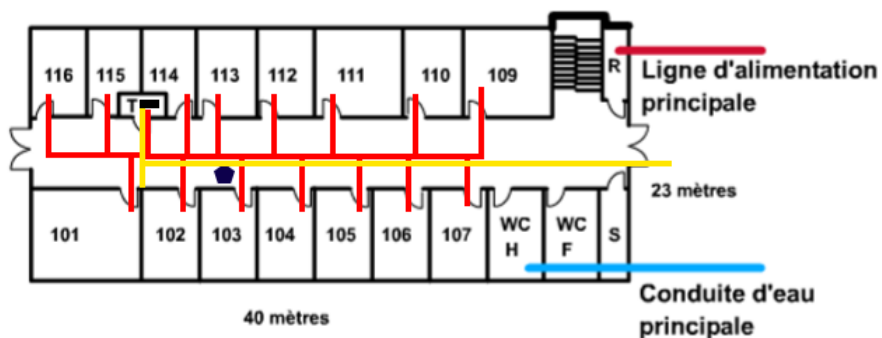 116 115 114 113 112 111 110 109 R
T
Ligne d'alimentation
principale
23 mètres
101 102 103 104 105 106 107 WC H WC F S
40 mètres
Conduite d'eau
principale